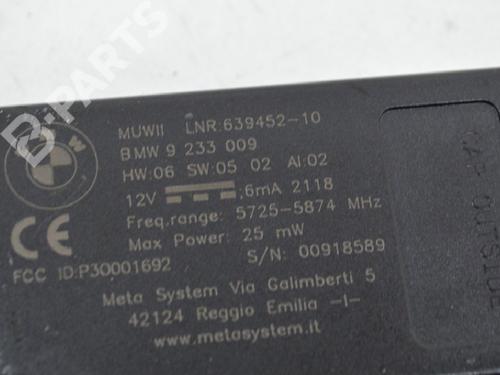 B-PARTS
MUWII LNR:639452-10
BMW 9 233 009
HW:06 SW:05 02 AI:02
12V ;6mA 2118
Freq.range: 5725-5874 MHz
Max Power: 25 mW
CE
FCC ID:P30001692 S/N: 00918589
Meta System Via Galimberti 5
42124 Reggio Emilia -I-
www.metasystem.it